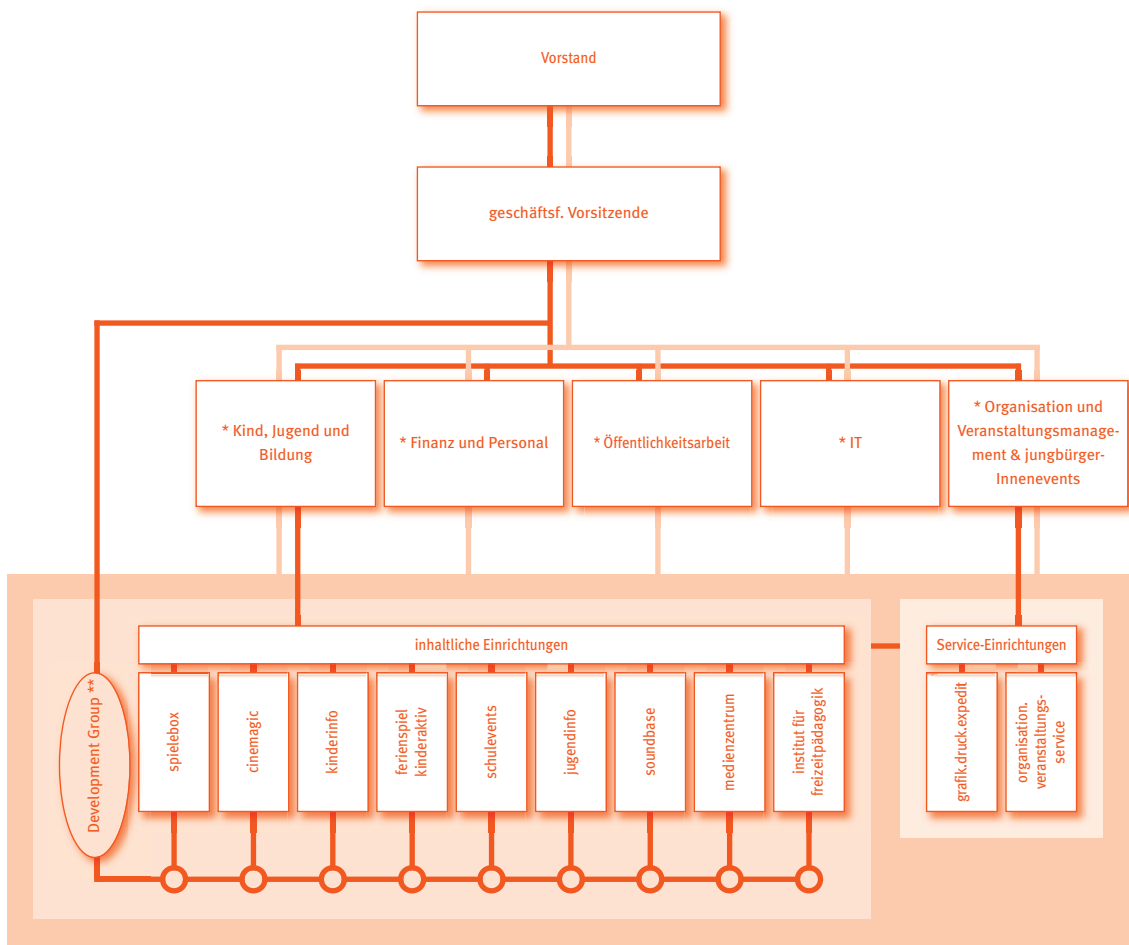 Vorstand
geschäftsf. Vorsitzende
* Kind, Jugend und
Bildung
* Finanz und Personal
* Öffentlichkeitsarbeit
* IT
* Organisation und
Veranstaltungsmanage-
ment & jungbürger-
Innenevents
inhaltliche Einrichtungen
Service-Einrichtungen
Development Group **
spielebox
cinemagic
kinderinfo
ferienspiel
kinderaktiv
schulevents
jugendinfo
soundbase
medienzentrum
institut für
freizeitpädagogik
grafik.druck.expedit
organisation.
veranstaltungs-
service